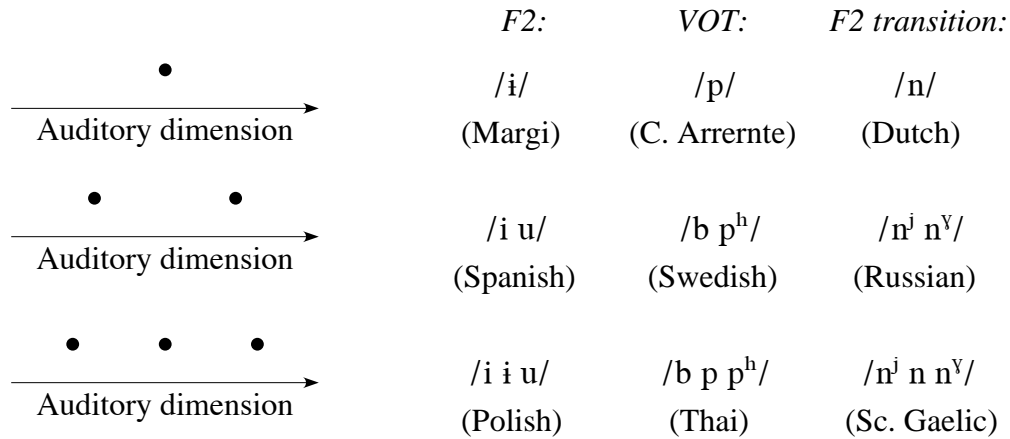 F2: VOT: F2 transition:
/ɨ/ /p/ /n/
Auditory dimension (Margi) (C. Arrernte) (Dutch)
/i u/ /b pʰ/ /nʲ nˠ/
Auditory dimension (Spanish) (Swedish) (Russian)
/i ɨ u/ /b p pʰ/ /nʲ n nˠ/
Auditory dimension (Polish) (Thai) (Sc. Gaelic)